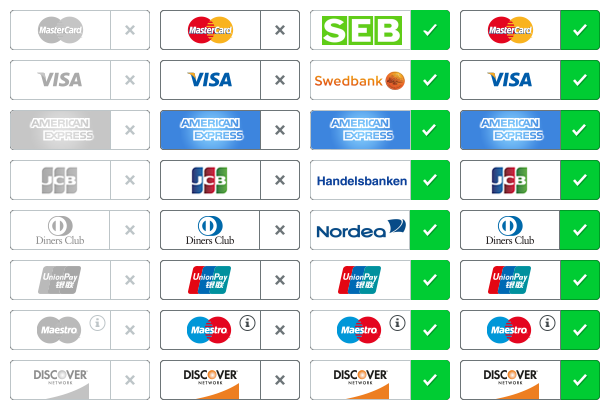 MasterCard MasterCard SEB MasterCard
VISA VISA Swedbank VISA
AMERICAN AMERICAN AMERICAN AMERICAN
EXPRESS EXPRESS EXPRESS EXPRESS
JCB JCB Handelsbanken JCB
Diners Club Diners Club Nordea Diners Club
UnionPay UnionPay UnionPay UnionPay
银联 银联 银联 银联
Maestro i Maestro i Maestro i Maestro i
DISCOVER DISCOVER DISCOVER DISCOVER
NETWORK NETWORK NETWORK NETWORK